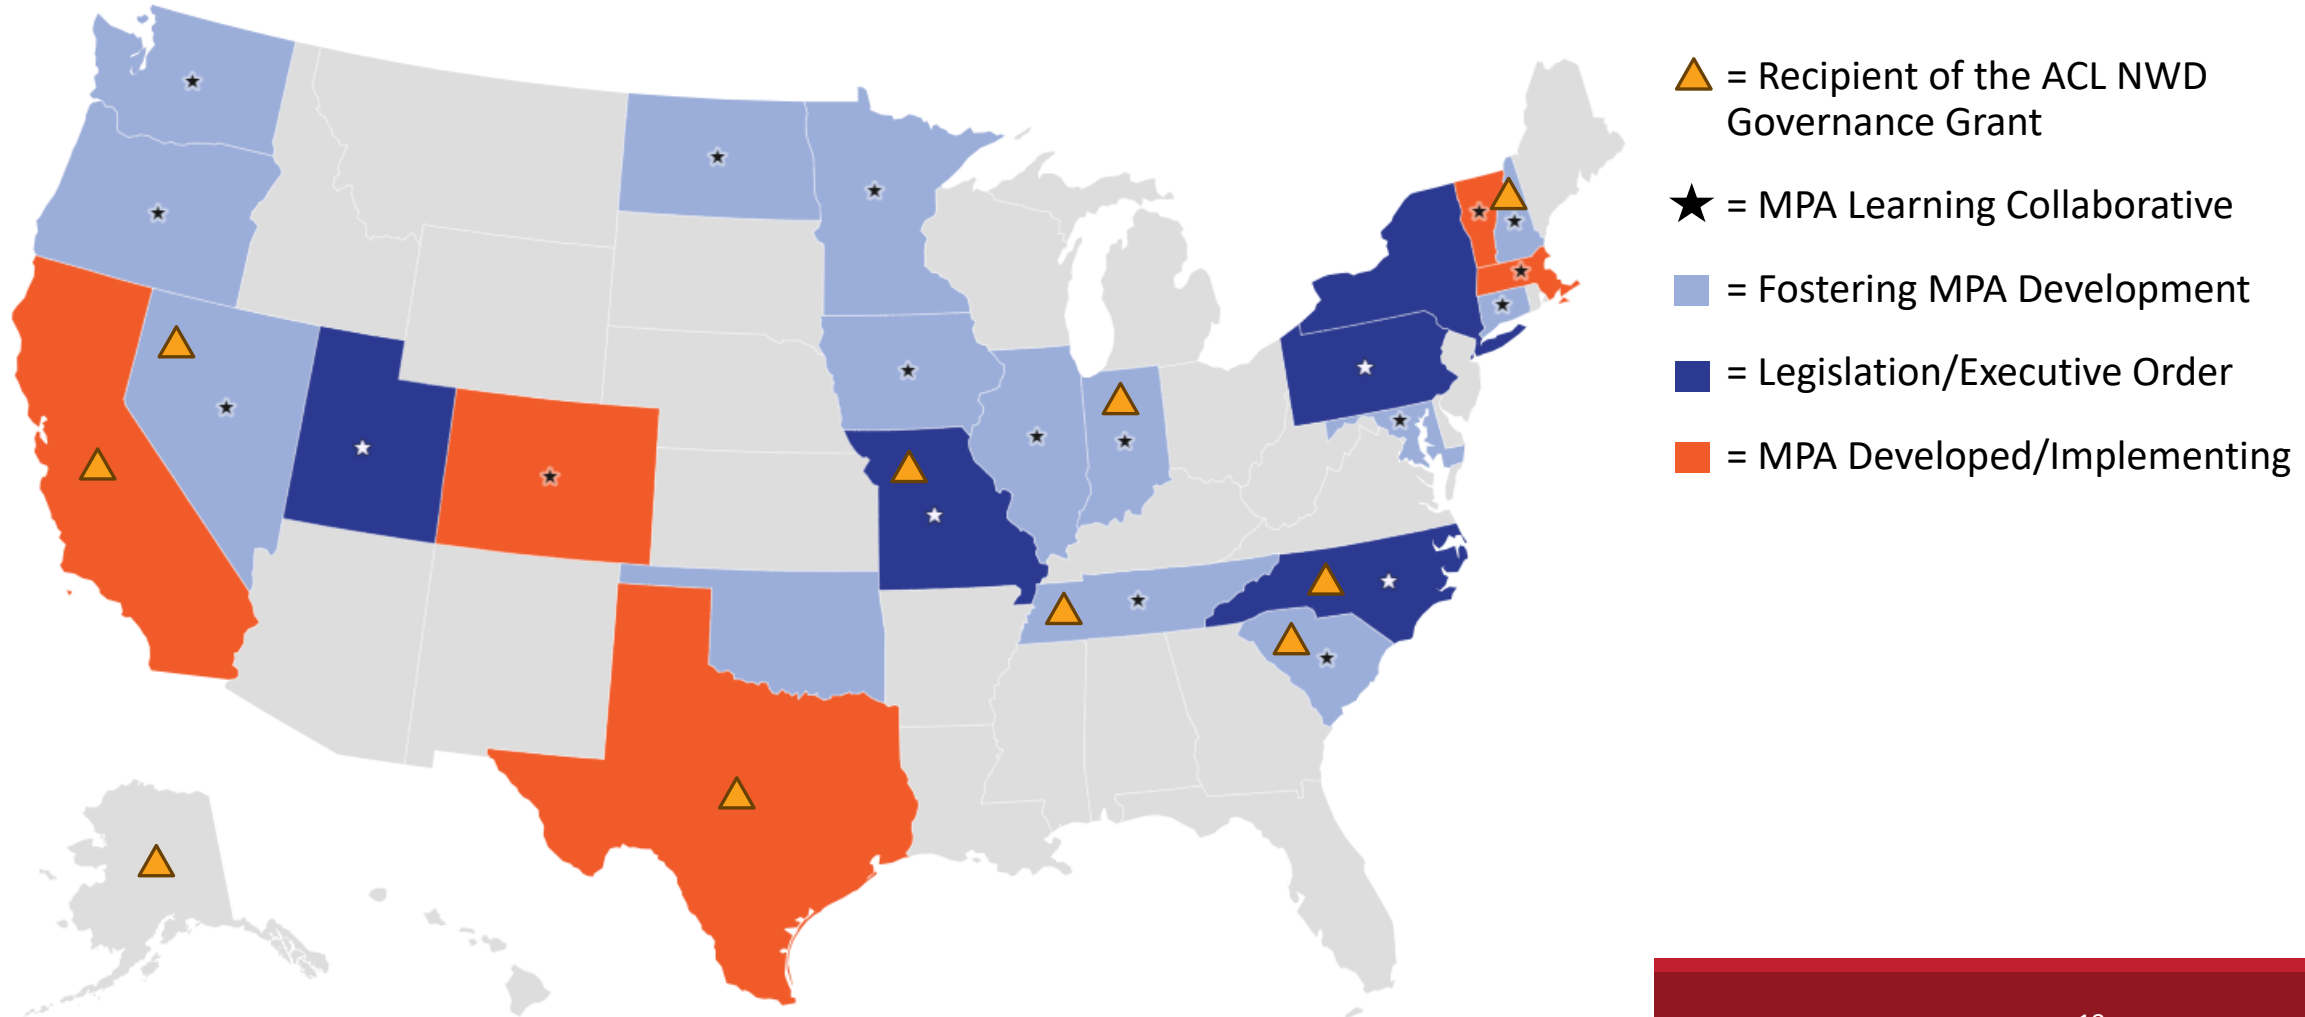 = Recipient of the ACL NWD
Governance Grant
= MPA Learning Collaborative
= Fostering MPA Development
= Legislation/Executive Order
= MPA Developed/Implementing